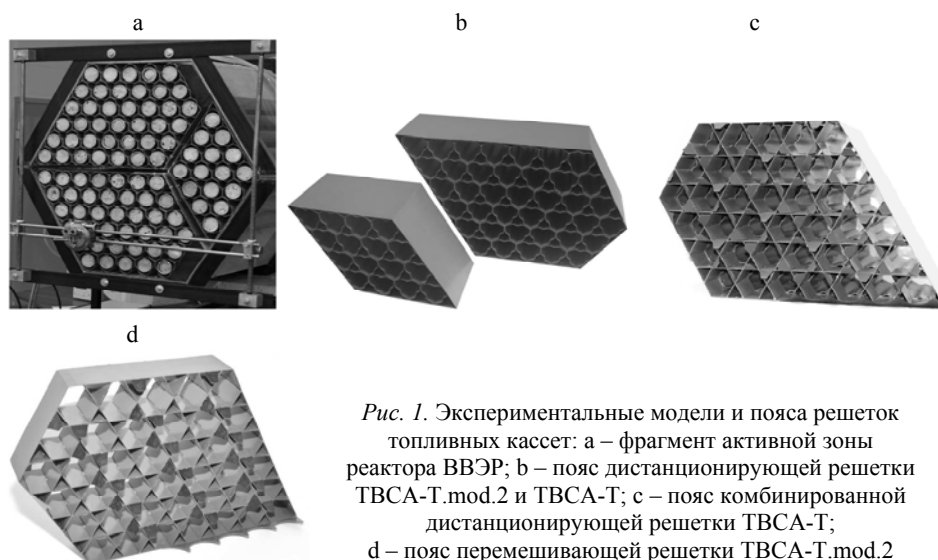 a
b
c
d
Рис. 1. Экспериментальные модели и пояса решеток
топливных кассет: а – фрагмент активной зоны
реактора ВВЭР; b – пояс дистанционирующей решетки
ТВСА-Т.mod.2 и ТВСА-Т; с – пояс комбинированной
дистанционирующей решетки ТВСА-Т;
d – пояс перемешивающей решетки ТВСА-Т.mod.2